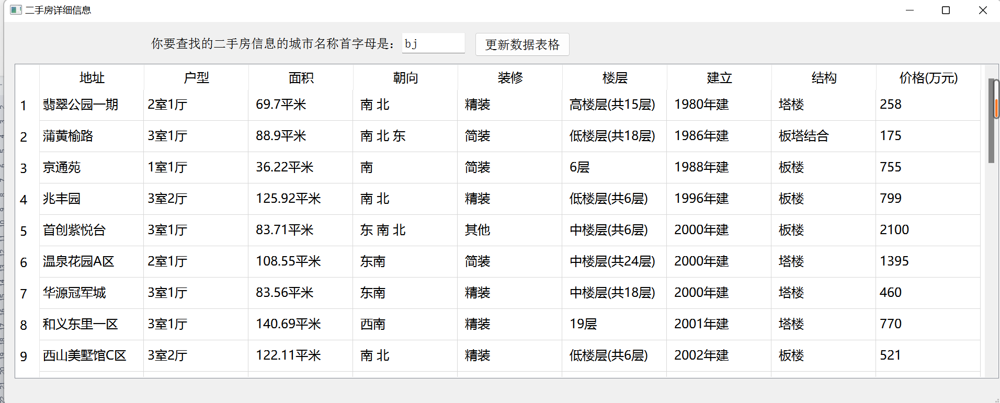 二手房详细信息
你要查找的二手房信息的城市名称首字母是: bj 更新数据表格
地址 户型 面积 朝向 装修 楼层 建立 结构 价格(万元)
1 翡翠公园一期 2室1厅 69.7平米 南 北 精装 高楼层(共15层) 1980年建 塔楼 258
2 蒲黄榆路 3室1厅 88.9平米 南 北 东 简装 低楼层(共18层) 1986年建 板塔结合 175
3 京通苑 1室1厅 36.22平米 南 简装 6层 1988年建 板楼 755
4 兆丰园 3室2厅 125.92平米 南 北 精装 低楼层(共6层) 1996年建 板楼 799
5 首创紫悦台 3室1厅 83.71平米 东 南 北 其他 中楼层(共6层) 2000年建 板楼 2100
6 温泉花园A区 2室1厅 108.55平米 东南 简装 中楼层(共24层) 2000年建 塔楼 1395
7 华源冠军城 3室1厅 83.56平米 东南 精装 中楼层(共18层) 2000年建 塔楼 460
8 和义东里一区 3室1厅 140.69平米 西南 精装 19层 2001年建 塔楼 770
9 西山美墅馆C区 3室2厅 122.11平米 南 北 精装 低楼层(共6层) 2002年建 板楼 521